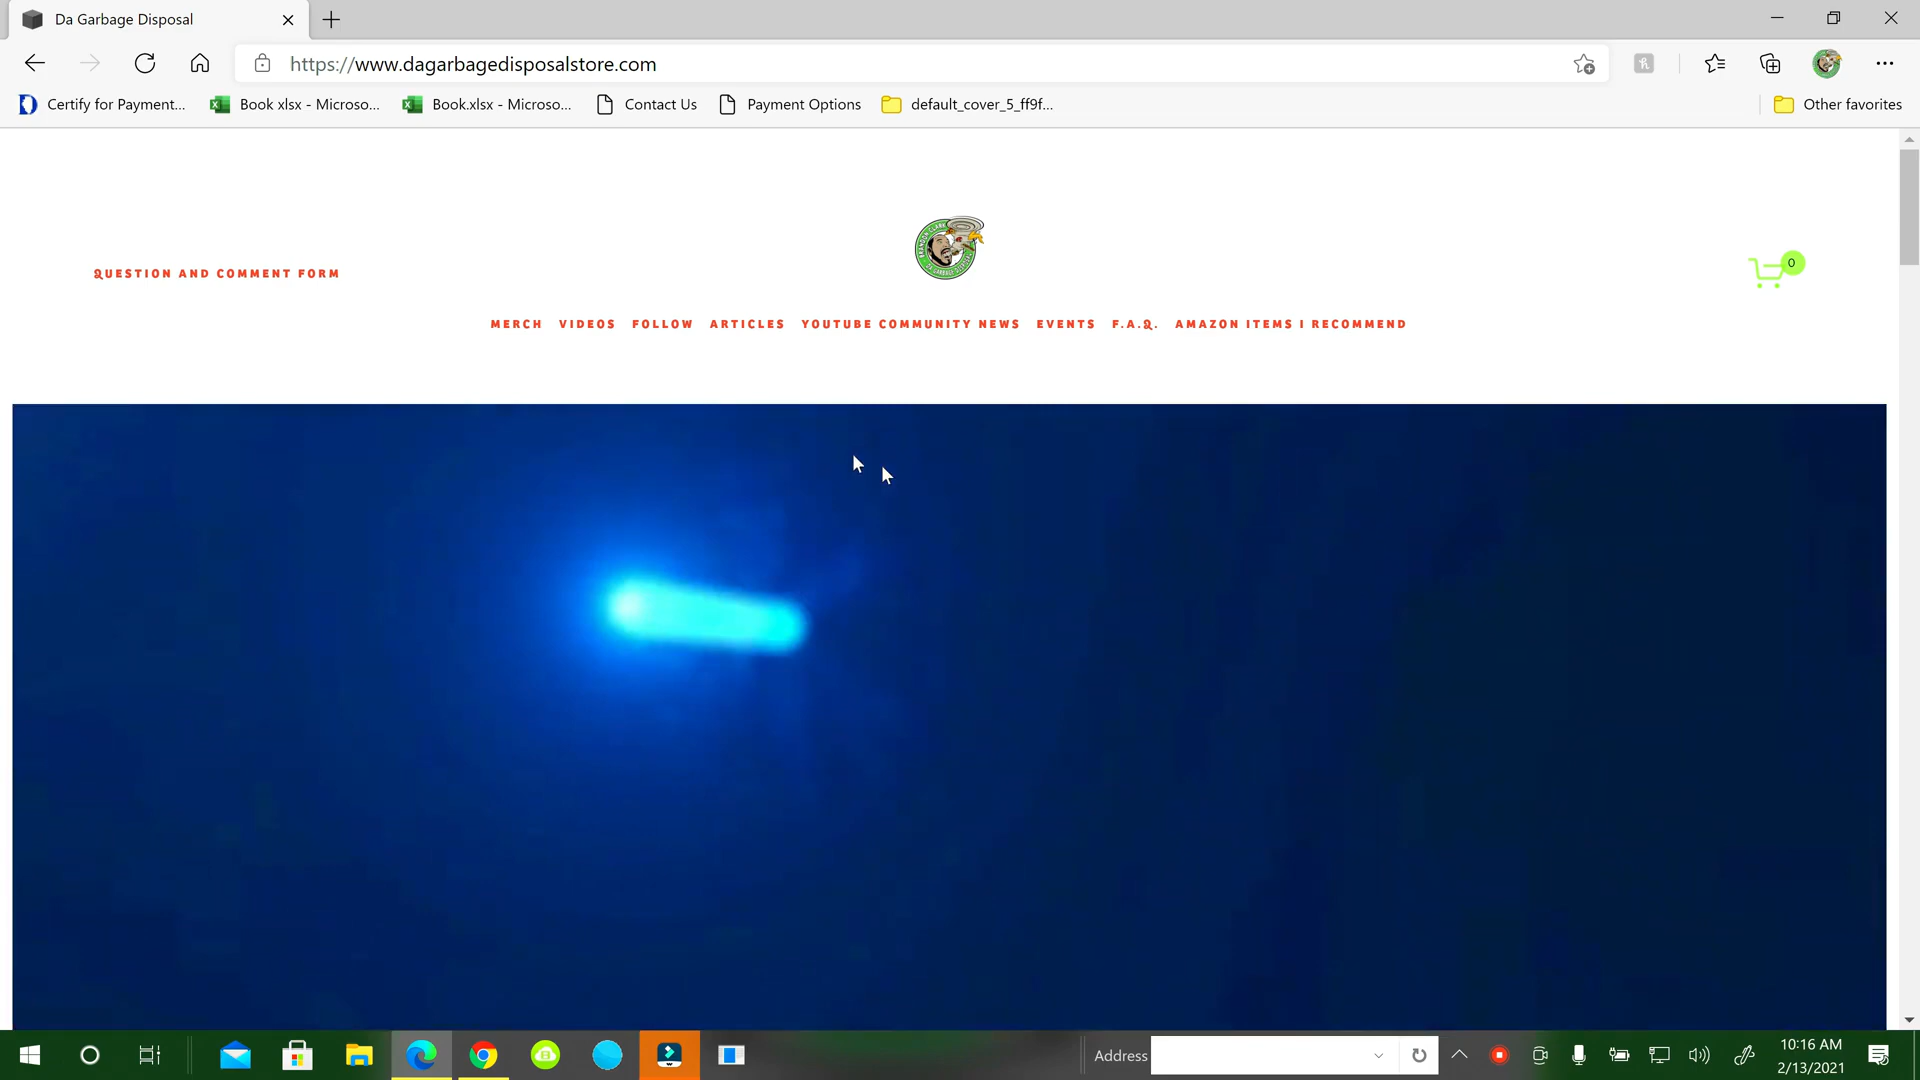 Da Garbage Disposal
https://www.dagarbagedisposalstore.com
Certify for Payment... Book xlsx - Microso... Book.xlsx - Microso... Contact Us Payment Options default_cover_5_ff9f... Other favorites
QUESTION AND COMMENT FORM
0
MERCH VIDEOS FOLLOW ARTICLES YOUTUBE COMMUNITY NEWS EVENTS F.A.Q. AMAZON ITEMS I RECOMMEND
Address
10:16 AM
2/13/2021